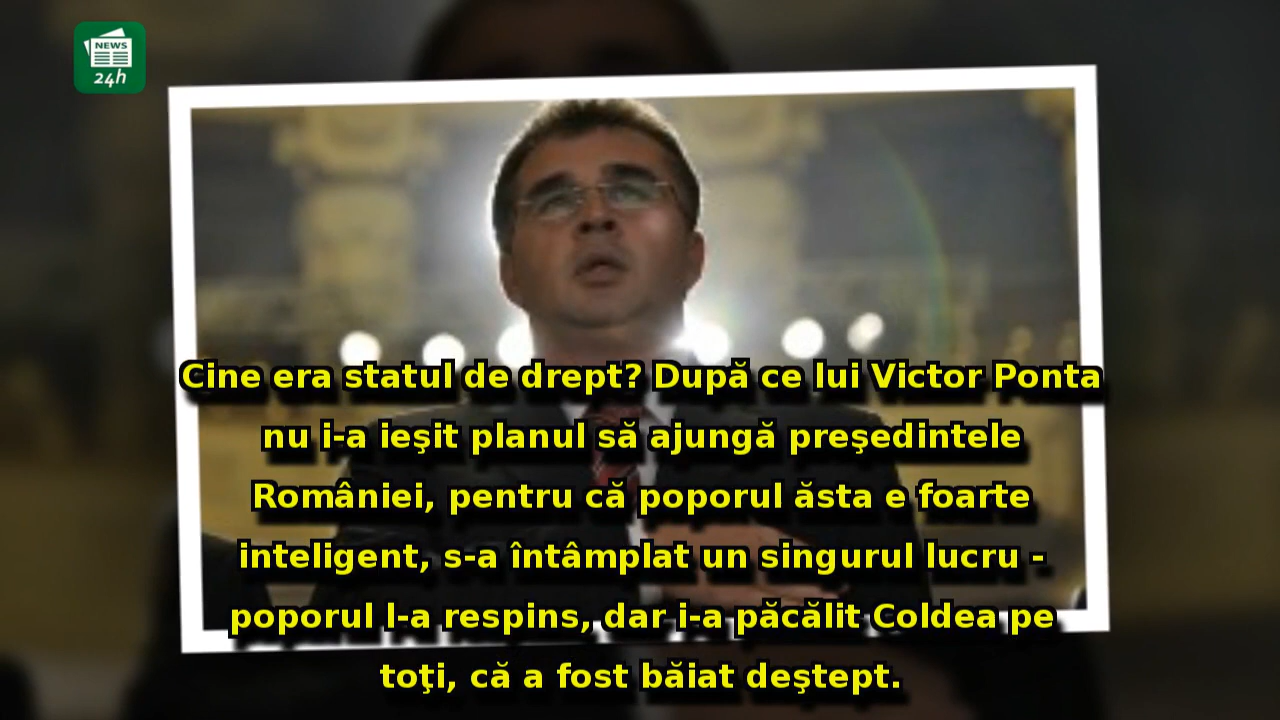 NEWS
24h
Cine era statul de drept? După ce lui Victor Ponta
nu i-a ieşit planul să ajungă preşedintele
României, pentru că poporul ăsta e foarte
inteligent, s-a întâmplat un singurul lucru -
poporul l-a respins, dar i-a păcălit Coldea pe
toţi, că a fost băiat deştept.